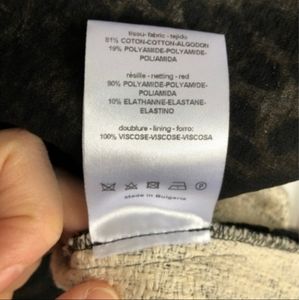 tissu- fabric - tejido
81% COTON-COTTON-ALGODON
19% POLYAMIDE-POLYAMIDE-
POLIAMIDA
résille - netting - red
90% POLYAMIDE-POLYAMIDE-
POLIAMIDA
10% ELATHANNE-ELASTANE-
ELASTINO
doublure - lining - forro:
100% VISCOSE-VISCOSE-VISCOSA
Made in Bulgaria